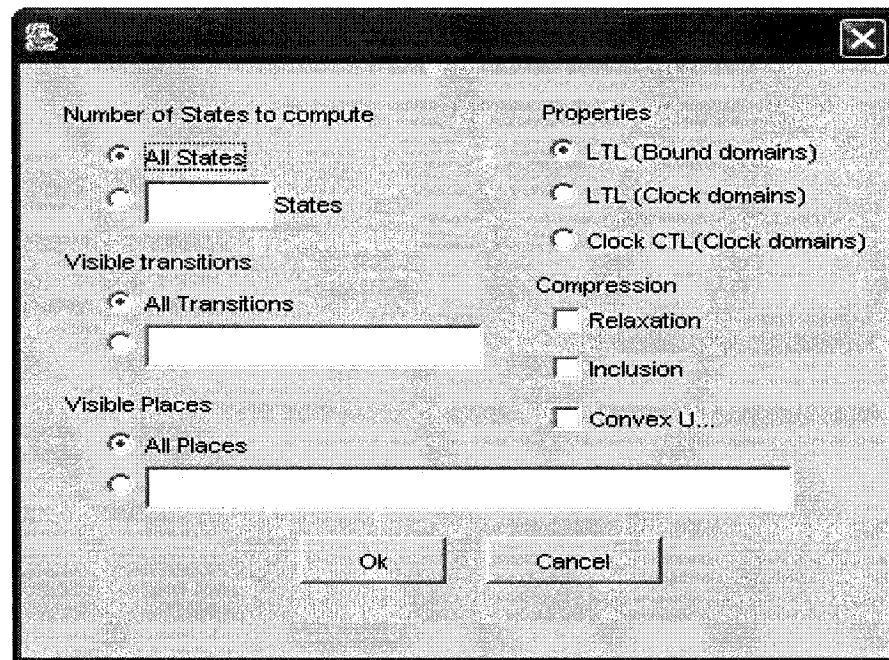 Number of States to compute
All States
States
Visible transitions
All Transitions
Visible Places
All Places
Properties
LTL (Bound domains)
LTL (Clock domains)
Clock CTL(Clock domains)
Compression
Relaxation
Inclusion
Convex U...
Ok
Cancel